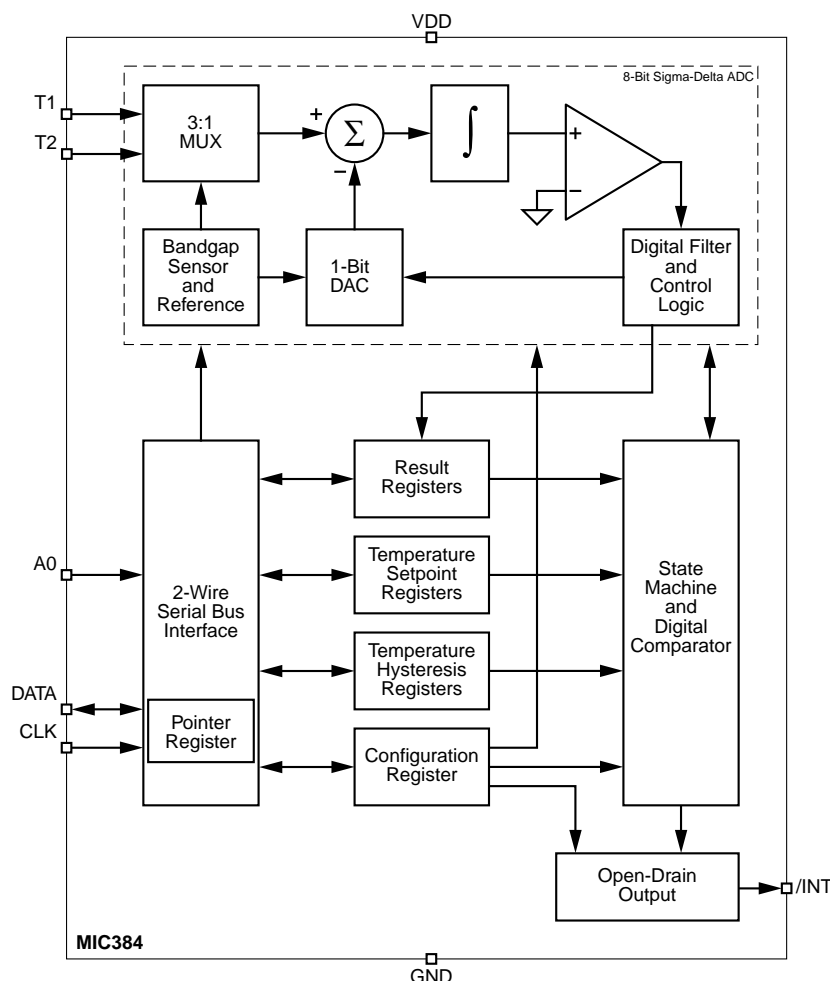 VDD
8-Bit Sigma-Delta ADC
T1
T2
3:1
MUX
+
Σ
−
∫
+
−
Bandgap
Sensor
and
Reference
1-Bit
DAC
Digital Filter
and
Control
Logic
A0
DATA
CLK
2-Wire
Serial Bus
Interface
Pointer
Register
Result
Registers
Temperature
Setpoint
Registers
Temperature
Hysteresis
Registers
Configuration
Register
State
Machine
and
Digital
Comparator
Open-Drain
Output
/INT
MIC384
GND